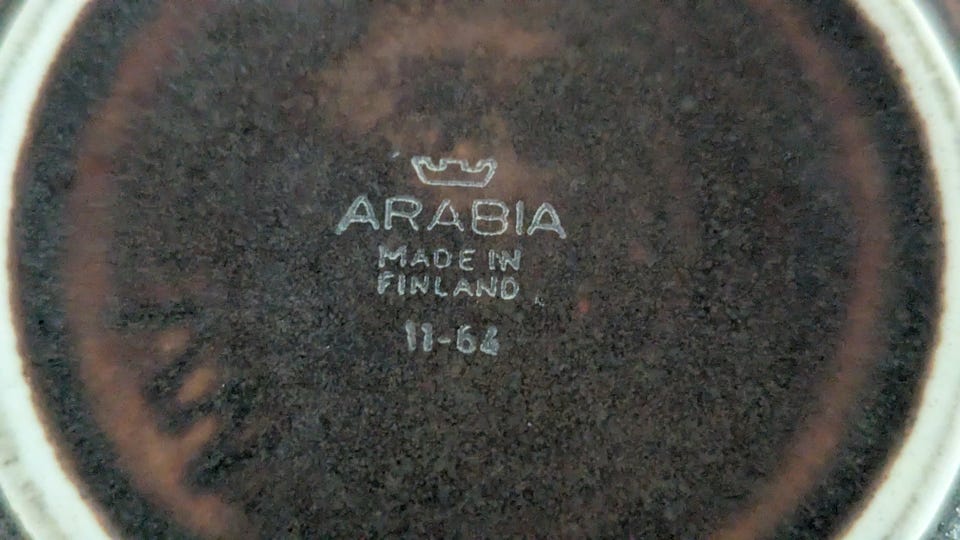 ARABIA
MADE IN
FINLAND
11-64